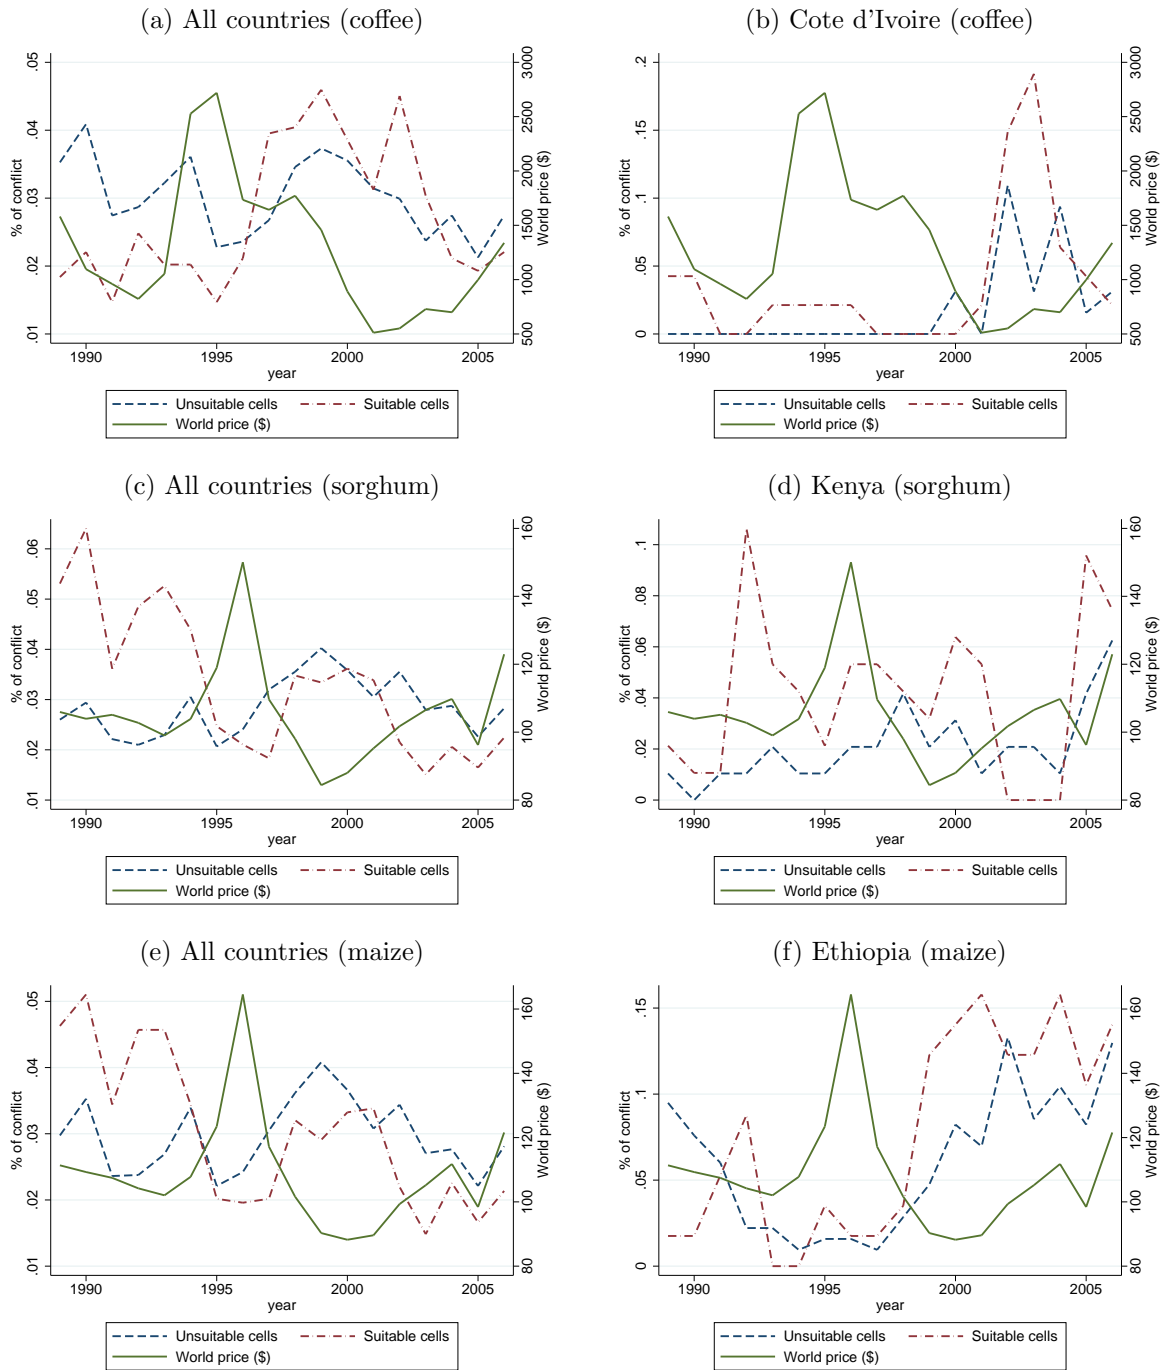 (a) All countries (coffee)
.01 .02 .03 .04 .05
% of conflict
500 1000 1500 2000 2500 3000
World price ($)
1990 1995 2000 2005
year
Unsuitable cells Suitable cells
World price ($)
(b) Cote d'Ivoire (coffee)
0 .05 .1 .15 .2
% of conflict
500 1000 1500 2000 2500 3000
World price ($)
1990 1995 2000 2005
year
Unsuitable cells Suitable cells
World price ($)
(c) All countries (sorghum)
.01 .02 .03 .04 .05 .06
% of conflict
80 100 120 140 160
World price ($)
1990 1995 2000 2005
year
Unsuitable cells Suitable cells
World price ($)
(d) Kenya (sorghum)
0 .02 .04 .06 .08 .1
% of conflict
80 100 120 140 160
World price ($)
1990 1995 2000 2005
year
Unsuitable cells Suitable cells
World price ($)
(e) All countries (maize)
.01 .02 .03 .04 .05
% of conflict
80 100 120 140 160
World price ($)
1990 1995 2000 2005
year
Unsuitable cells Suitable cells
World price ($)
(f) Ethiopia (maize)
0 .05 .1 .15
% of conflict
80 100 120 140 160
World price ($)
1990 1995 2000 2005
year
Unsuitable cells Suitable cells
World price ($)